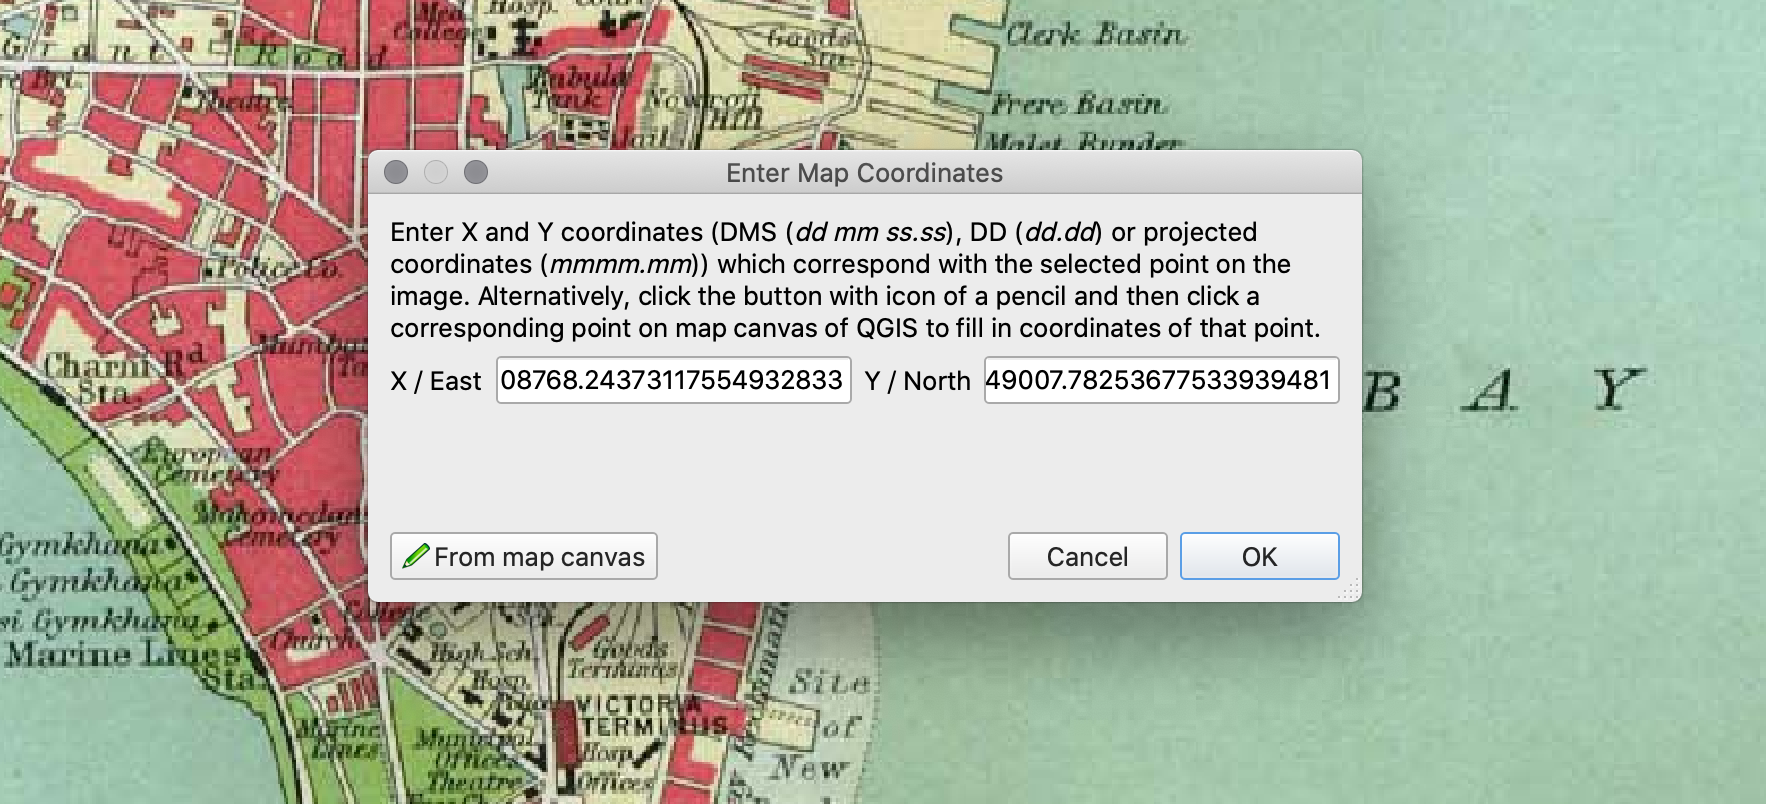 Med.
Hosp.
College
Goods
Stn.
Clerk Basin
Grant Road
Theatre
Babula
Tank
Nowroji
Hill
Jail
Frere Basin
Malet Bunder
Enter Map Coordinates
Enter X and Y coordinates (DMS (dd mm ss.ss), DD (dd.dd) or projected
coordinates (mmmm.mm)) which correspond with the selected point on the
image. Alternatively, click the button with icon of a pencil and then click a
corresponding point on map canvas of QGIS to fill in coordinates of that point.
X / East 08768.24373117554932833 Y / North 49007.78253677533939481
From map canvas
Cancel
OK
Police Co.
Charni Rd
Sta.
European
Cemetery
Mahomedan
Cemetery
Gymkhana
Gymkhana
si Gymkhana
Marine Lines
Sta.
College
Church
High Sch.
Hosp.
Goods
Terminus
VICTORIA
TERMINUS
Marine
Lines
Municipal
Offices
Theatre
Hosp.
Offices
Site
of
New
BAY